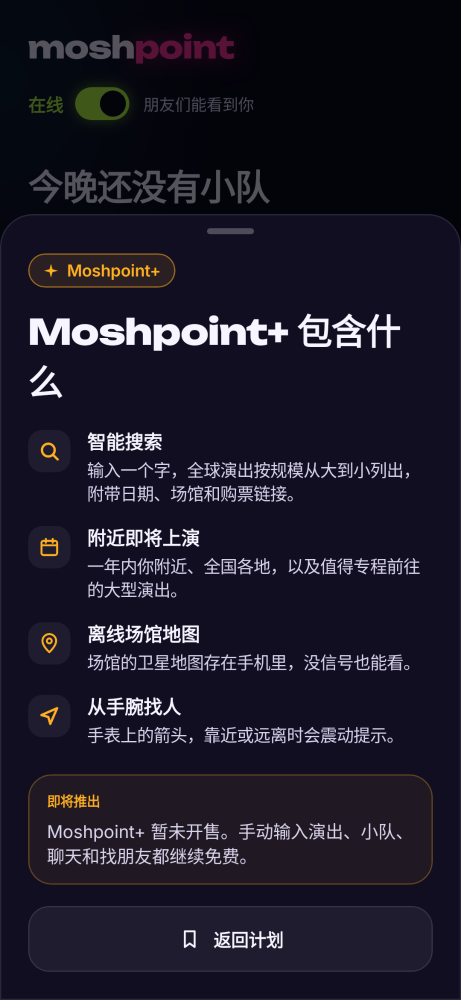 moshpoint
在线
朋友们能看到你
今晚还没有小队
Moshpoint+
Moshpoint+ 包含什
么
智能搜索
输入一个字，全球演出按规模从大到小列出，
附带日期、场馆和购票链接。
附近即将上演
一年内你附近、全国各地，以及值得专程前往
的大型演出。
离线场馆地图
场馆的卫星地图存在手机里，没信号也能看。
从手腕找人
手表上的箭头，靠近或远离时会震动提示。
即将推出
Moshpoint+ 暂未开售。手动输入演出、小队、
聊天和找朋友都继续免费。
返回计划